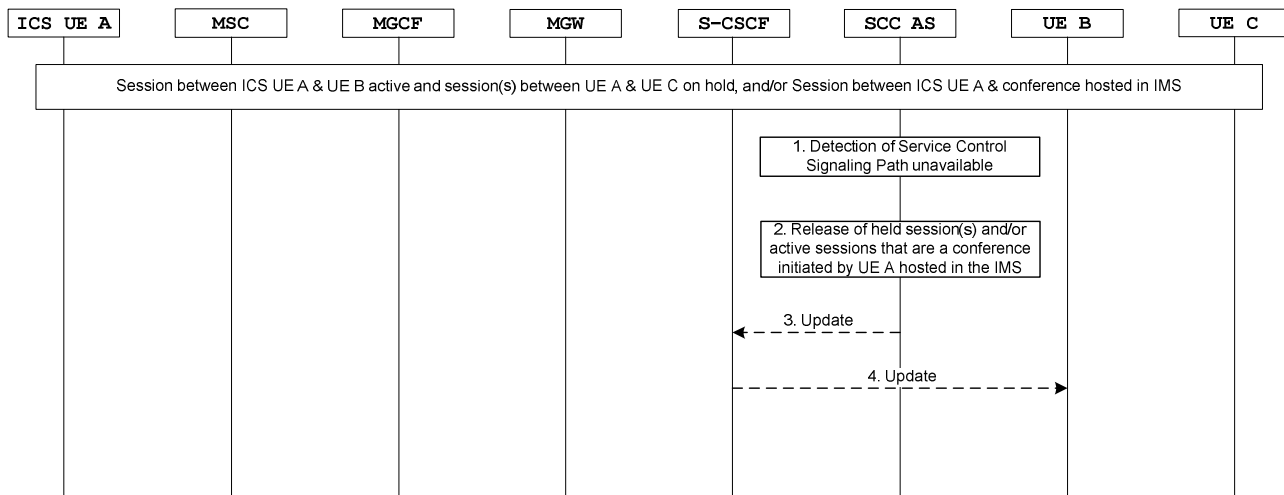 ICS UE A
MSC
MGCF
MGW
S-CSCF
SCC AS
UE B
UE C
Session between ICS UE A & UE B active and session(s) between UE A & UE C on hold, and/or Session between ICS UE A & conference hosted in IMS
1. Detection of Service Control
Signaling Path unavailable
2. Release of held session(s) and/or
active sessions that are a conference
initiated by UE A hosted in the IMS
3. Update
4. Update